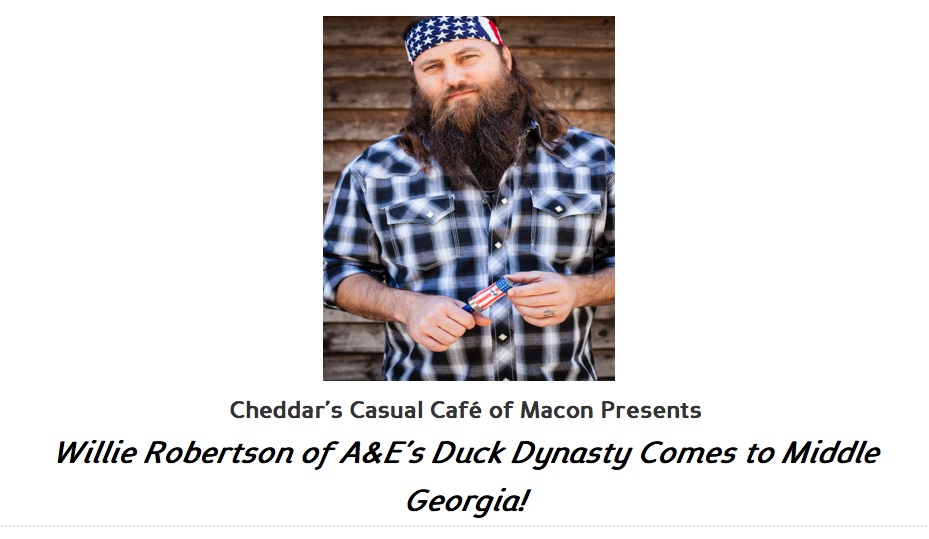 Cheddar’s Casual Café of Macon Presents
Willie Robertson of A&E’s Duck Dynasty Comes to Middle
Georgia!